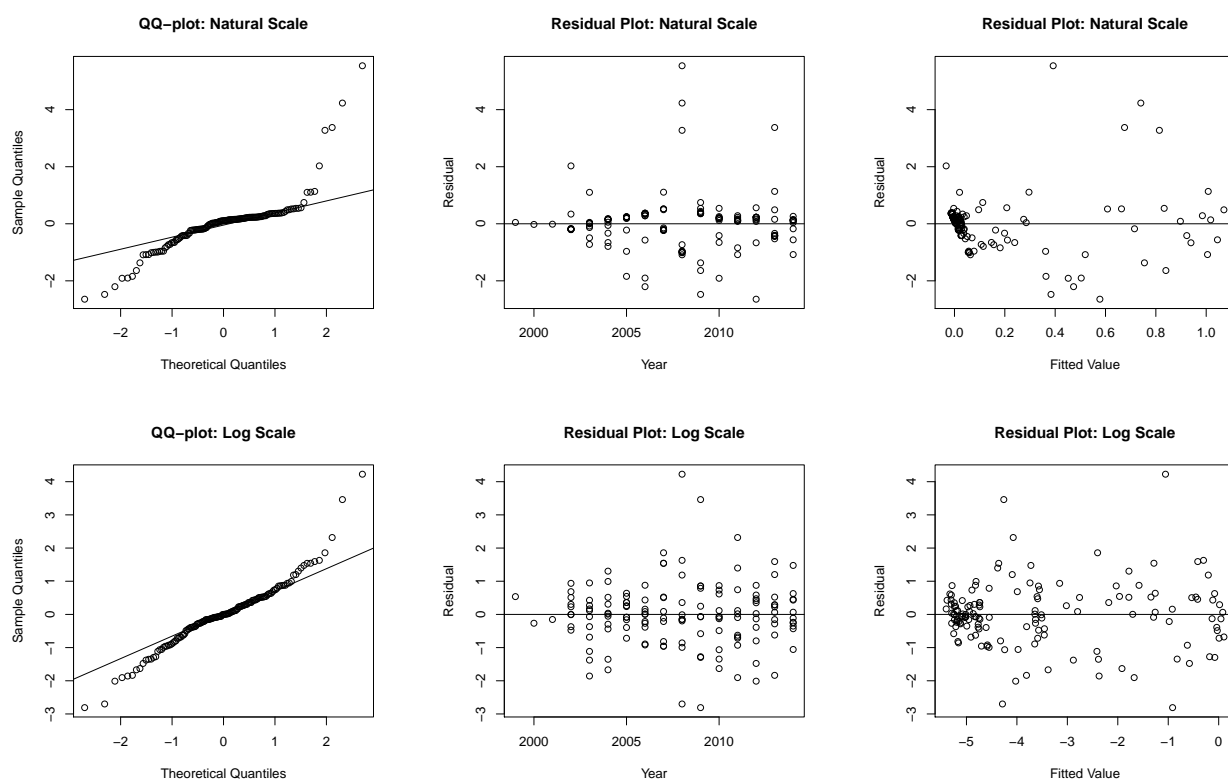 QQ−plot: Natural Scale
Sample Quantiles
4
2
0
−2
−2 −1 0 1 2
Theoretical Quantiles
Residual Plot: Natural Scale
Residual
4
2
0
−2
2000 2005 2010
Year
Residual Plot: Natural Scale
Residual
4
2
0
−2
0.0 0.2 0.4 0.6 0.8 1.0
Fitted Value
QQ−plot: Log Scale
Sample Quantiles
4
3
2
1
0
−1
−2
−3
−2 −1 0 1 2
Theoretical Quantiles
Residual Plot: Log Scale
Residual
4
3
2
1
0
−1
−2
−3
2000 2005 2010
Year
Residual Plot: Log Scale
Residual
4
3
2
1
0
−1
−2
−3
−5 −4 −3 −2 −1 0
Fitted Value